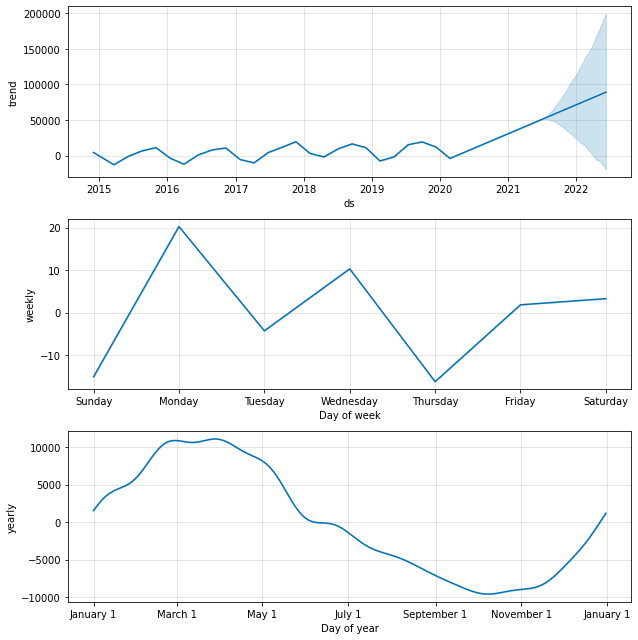 200000
150000
100000
50000
0
trend
2015 2016 2017 2018 2019 2020 2021 2022
ds
20
10
0
−10
weekly
Sunday Monday Tuesday Wednesday Thursday Friday Saturday
Day of week
10000
5000
0
−5000
−10000
yearly
January 1 March 1 May 1 July 1 September 1 November 1 January 1
Day of year